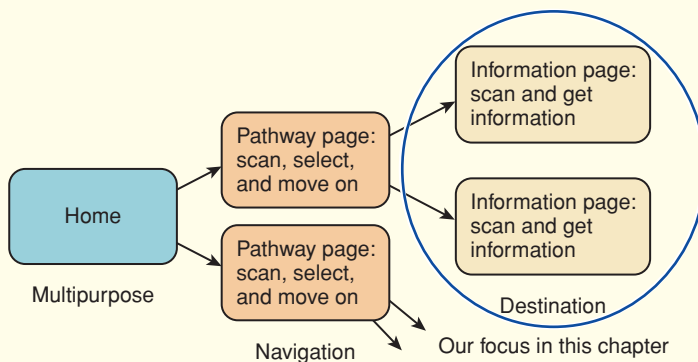 Home
Multipurpose
Pathway page:
scan, select,
and move on
Pathway page:
scan, select,
and move on
Navigation
Information page:
scan and get
information
Information page:
scan and get
information
Destination
Our focus in this chapter